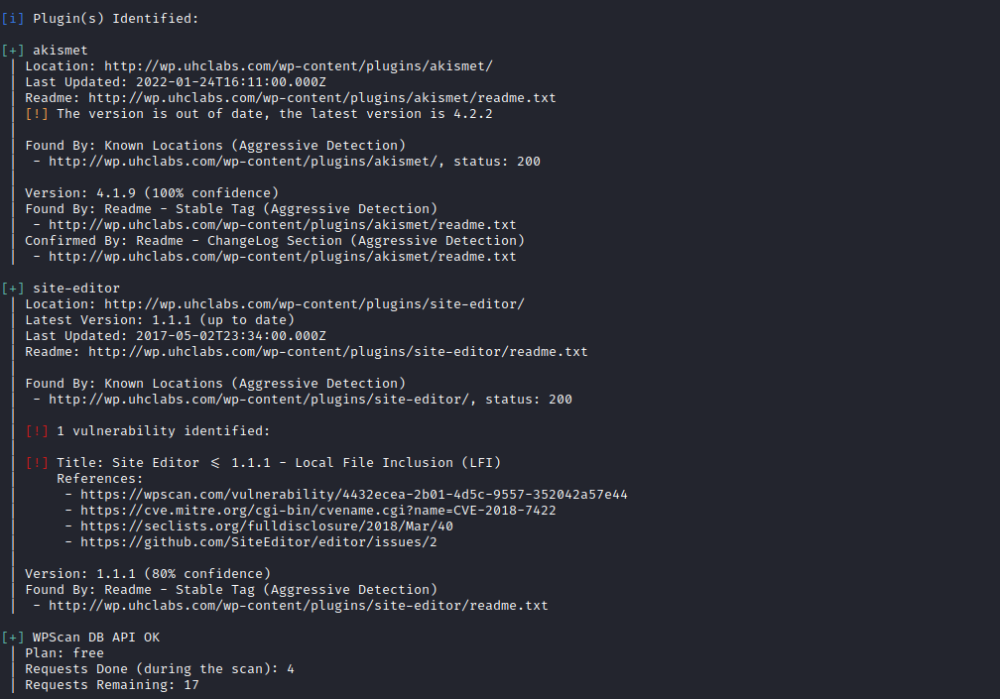 [i] Plugin(s) Identified:
[+] akismet
| Location: http://wp.uhclabs.com/wp-content/plugins/akismet/
| Last Updated: 2022-01-24T16:11:00.000Z
| Readme: http://wp.uhclabs.com/wp-content/plugins/akismet/readme.txt
| [!] The version is out of date, the latest version is 4.2.2
|
| Found By: Known Locations (Aggressive Detection)
|  - http://wp.uhclabs.com/wp-content/plugins/akismet/, status: 200
|
| Version: 4.1.9 (100% confidence)
| Found By: Readme - Stable Tag (Aggressive Detection)
|  - http://wp.uhclabs.com/wp-content/plugins/akismet/readme.txt
| Confirmed By: Readme - ChangeLog Section (Aggressive Detection)
|  - http://wp.uhclabs.com/wp-content/plugins/akismet/readme.txt
[+] site-editor
| Location: http://wp.uhclabs.com/wp-content/plugins/site-editor/
| Latest Version: 1.1.1 (up to date)
| Last Updated: 2017-05-02T23:34:00.000Z
| Readme: http://wp.uhclabs.com/wp-content/plugins/site-editor/readme.txt
|
| Found By: Known Locations (Aggressive Detection)
|  - http://wp.uhclabs.com/wp-content/plugins/site-editor/, status: 200
|
| [!] 1 vulnerability identified:
|
| [!] Title: Site Editor <= 1.1.1 - Local File Inclusion (LFI)
|     References:
|      - https://wpscan.com/vulnerability/4432ecea-2b01-4d5c-9557-352042a57e44
|      - https://cve.mitre.org/cgi-bin/cvename.cgi?name=CVE-2018-7422
|      - https://seclists.org/fulldisclosure/2018/Mar/40
|      - https://github.com/SiteEditor/editor/issues/2
|
| Version: 1.1.1 (80% confidence)
| Found By: Readme - Stable Tag (Aggressive Detection)
|  - http://wp.uhclabs.com/wp-content/plugins/site-editor/readme.txt
[+] WPScan DB API OK
| Plan: free
| Requests Done (during the scan): 4
| Requests Remaining: 17